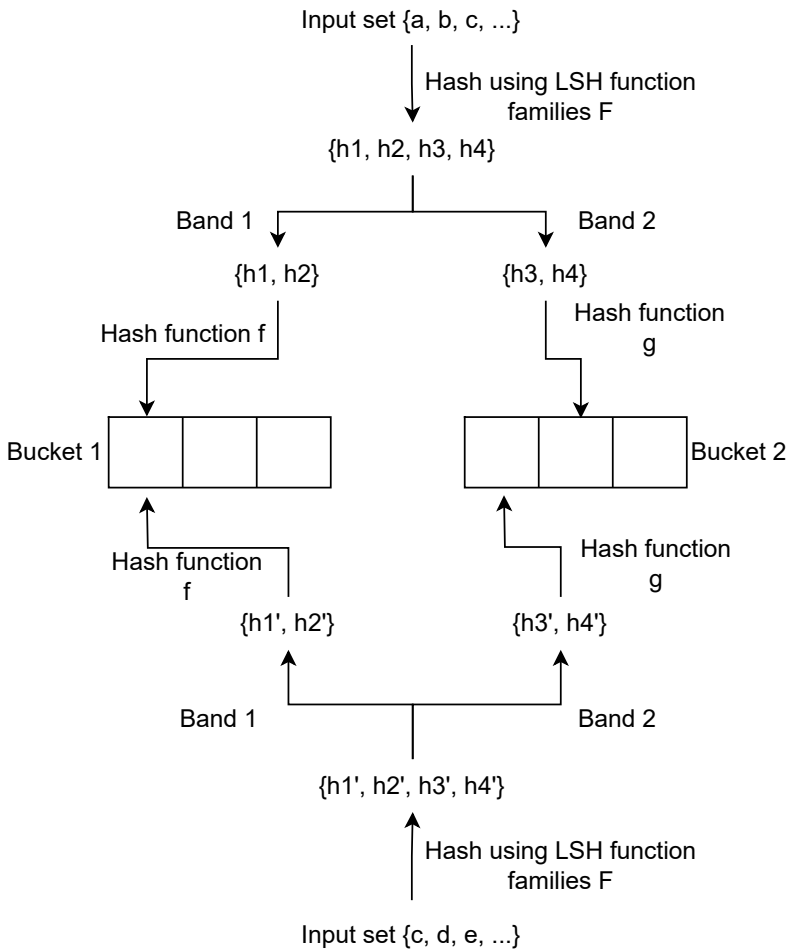 Input set {a, b, c, ...}
Hash using LSH function
families F
{h1, h2, h3, h4}
Band 1
Band 2
{h1, h2}
{h3, h4}
Hash function f
Hash function
g
Bucket 1
Bucket 2
Hash function
f
Hash function
g
{h1', h2'}
{h3', h4'}
Band 1
Band 2
{h1', h2', h3', h4'}
Hash using LSH function
families F
Input set {c, d, e, ...}